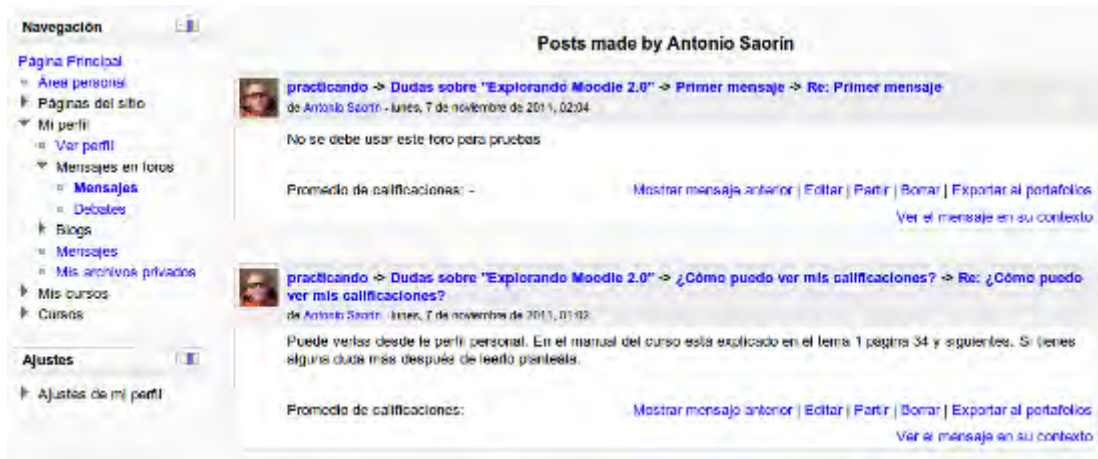 Navegación
Página Principal
Área personal
Páginas del sitio
Mi perfil
Ver perfil
Mensajes en foros
Mensajes
Debates
Blogs
Mensajes
Mis archivos privados
Mis cursos
Cursos
Ajustes
Ajustes de mi perfil
Posts made by Antonio Saorín
practicando -> Dudas sobre "Explorando Moodle 2.0" -> Primer mensaje -> Re: Primer mensaje
de Antonio Saorín - lunes, 7 de noviembre de 2011, 02:04
No se debe usar este foro para pruebas
Promedio de calificaciones: -
Mostrar mensaje anterior | Editar | Partir | Borrar | Exportar al portafolios
Ver el mensaje en su contexto
practicando -> Dudas sobre "Explorando Moodle 2.0" -> ¿Cómo puedo ver mis calificaciones? -> Re: ¿Cómo puedo
ver mis calificaciones?
de Antonio Saorín - lunes, 7 de noviembre de 2011, 01:02
Puede verlas desde le perfil personal. En el manual del curso está explicado en el tema 1 página 34 y siguientes. Si tienes
alguna duda más después de leerlo planteala.
Promedio de calificaciones:
Mostrar mensaje anterior | Editar | Partir | Borrar | Exportar al portafolios
Ver el mensaje en su contexto